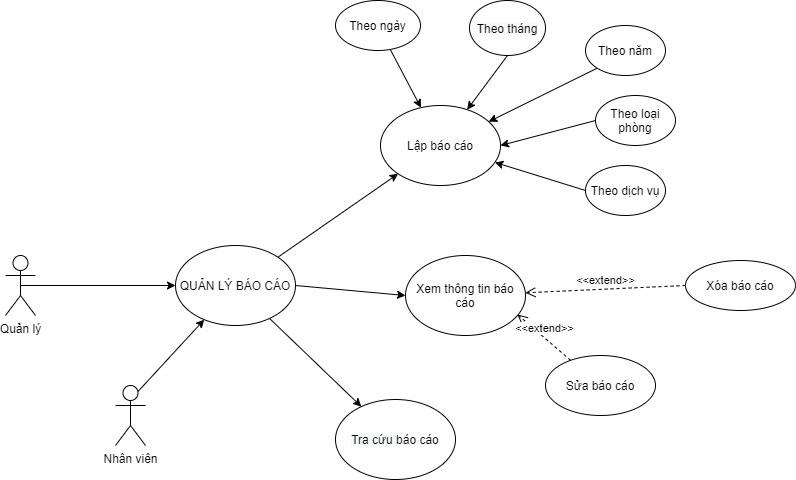 Theo ngày
Theo tháng
Theo năm
Theo loại
phòng
Lập báo cáo
Theo dịch vụ
QUẢN LÝ BÁO CÁO
Xem thông tin báo
cáo
<<extend>>
Xóa báo cáo
Quản lý
<<extend>>
Sửa báo cáo
Nhân viên
Tra cứu báo cáo